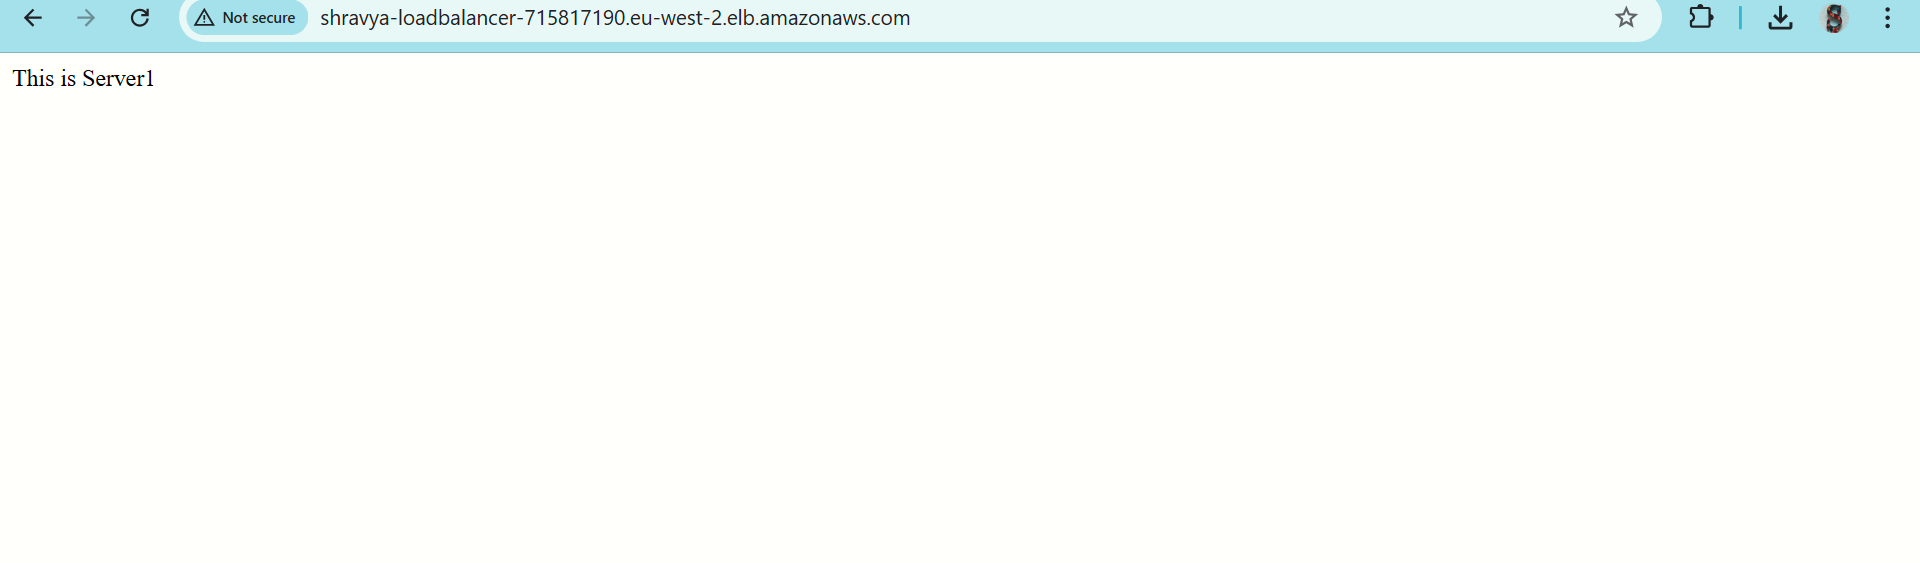 Not secure
shravya-loadbalancer-715817190.eu-west-2.elb.amazonaws.com
This is Server1